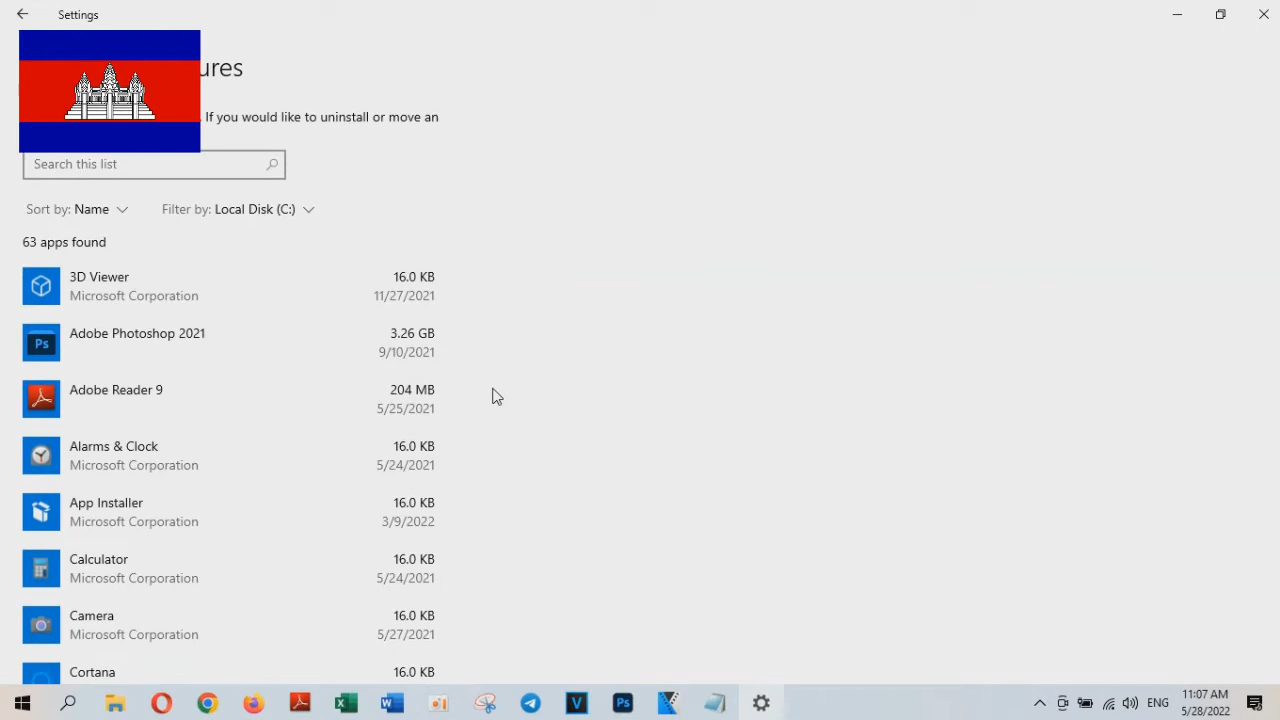 Settings
ures
. If you would like to uninstall or move an
Search this list
Sort by: Name
Filter by: Local Disk (C:)
63 apps found
3D Viewer 16.0 KB
Microsoft Corporation 11/27/2021
Ps
Adobe Photoshop 2021 3.26 GB
9/10/2021
Adobe Reader 9 204 MB
5/25/2021
Alarms & Clock 16.0 KB
Microsoft Corporation 5/24/2021
App Installer 16.0 KB
Microsoft Corporation 3/9/2022
Calculator 16.0 KB
Microsoft Corporation 5/24/2021
Camera 16.0 KB
Microsoft Corporation 5/27/2021
Cortana 16.0 KB
V
Ps
ENG
11:07 AM
5/28/2022